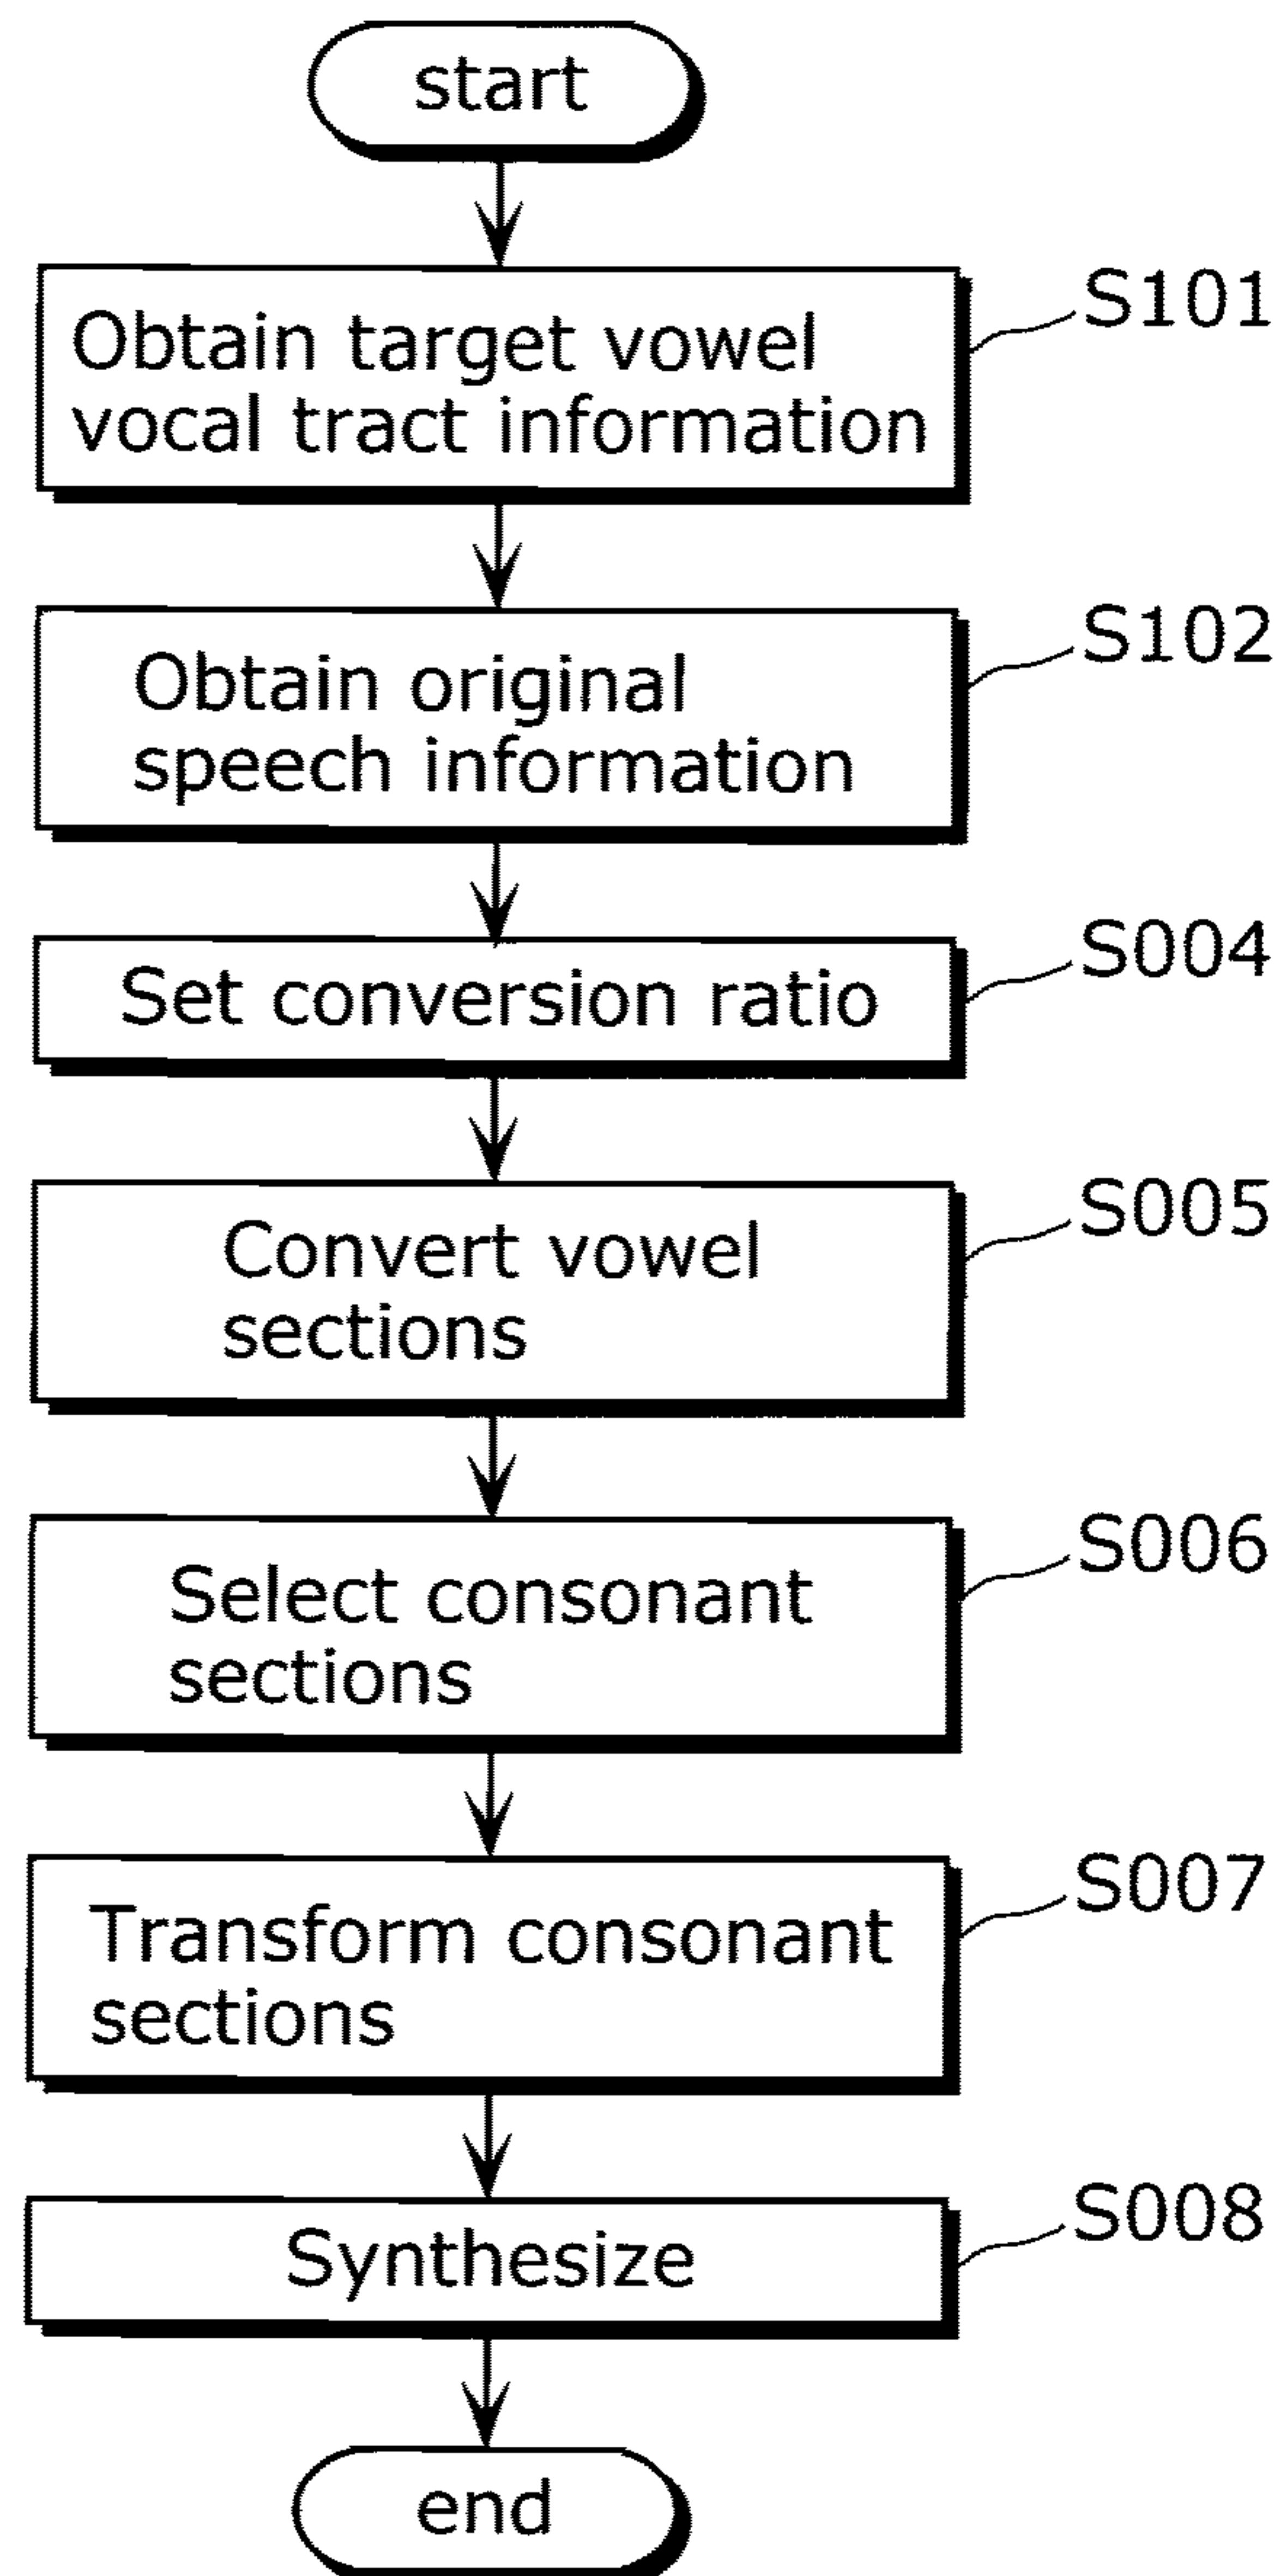 start
Obtain target vowel
vocal tract information
S101
Obtain original
speech information
S102
Set conversion ratio
S004
Convert vowel
sections
S005
Select consonant
sections
S006
Transform consonant
sections
S007
Synthesize
S008
end